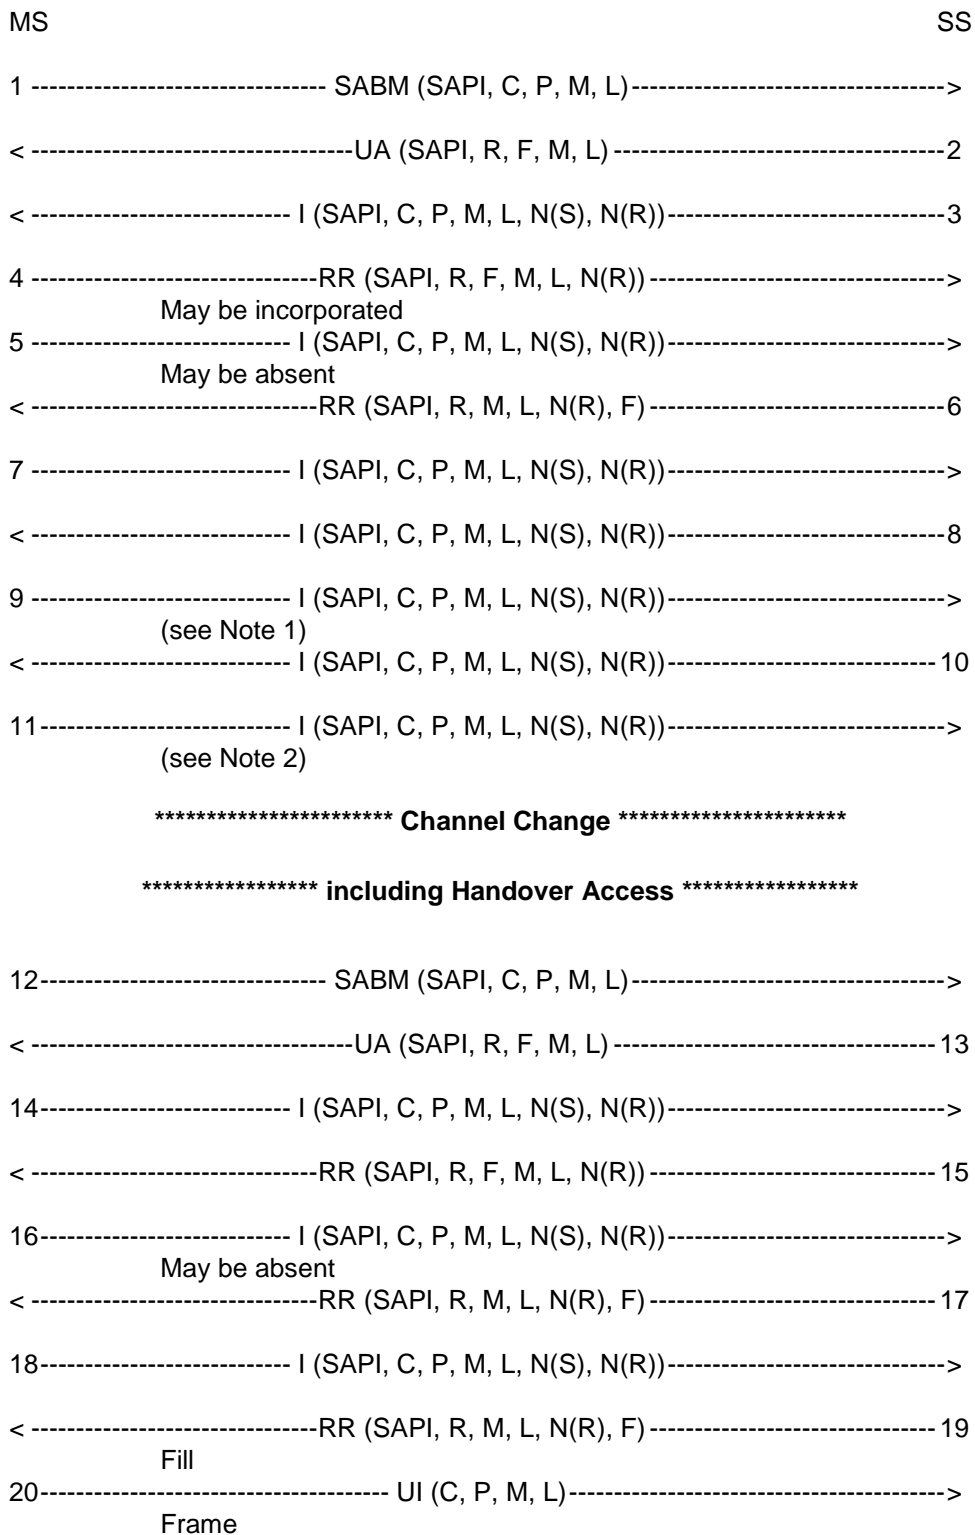 MS SS
1 --------------------------------- SABM (SAPI, C, P, M, L)----------------------------------->
< ------------------------------------UA (SAPI, R, F, M, L) -------------------------------------2
< ----------------------------- I (SAPI, C, P, M, L, N(S), N(R))-------------------------------3
4 --------------------------------RR (SAPI, R, F, M, L, N(R)) --------------------------------->
May be incorporated
5 ----------------------------- I (SAPI, C, P, M, L, N(S), N(R))------------------------------->
May be absent
< --------------------------------RR (SAPI, R, M, L, N(R), F) ---------------------------------6
7 ----------------------------- I (SAPI, C, P, M, L, N(S), N(R))------------------------------->
< ----------------------------- I (SAPI, C, P, M, L, N(S), N(R))-------------------------------8
9 ----------------------------- I (SAPI, C, P, M, L, N(S), N(R))------------------------------->
(see Note 1)
< ----------------------------- I (SAPI, C, P, M, L, N(S), N(R))------------------------------ 10
11---------------------------- I (SAPI, C, P, M, L, N(S), N(R))------------------------------->
(see Note 2)
*********************** Channel Change **********************
***************** including Handover Access *****************
12-------------------------------- SABM (SAPI, C, P, M, L)----------------------------------->
< ------------------------------------UA (SAPI, R, F, M, L) ------------------------------------ 13
14---------------------------- I (SAPI, C, P, M, L, N(S), N(R))------------------------------->
< --------------------------------RR (SAPI, R, F, M, L, N(R)) -------------------------------- 15
16---------------------------- I (SAPI, C, P, M, L, N(S), N(R))------------------------------->
May be absent
< --------------------------------RR (SAPI, R, M, L, N(R), F) -------------------------------- 17
18---------------------------- I (SAPI, C, P, M, L, N(S), N(R))------------------------------->
< --------------------------------RR (SAPI, R, M, L, N(R), F) -------------------------------- 19
Fill
20--------------------------------------- UI (C, P, M, L)------------------------------------------>
Frame